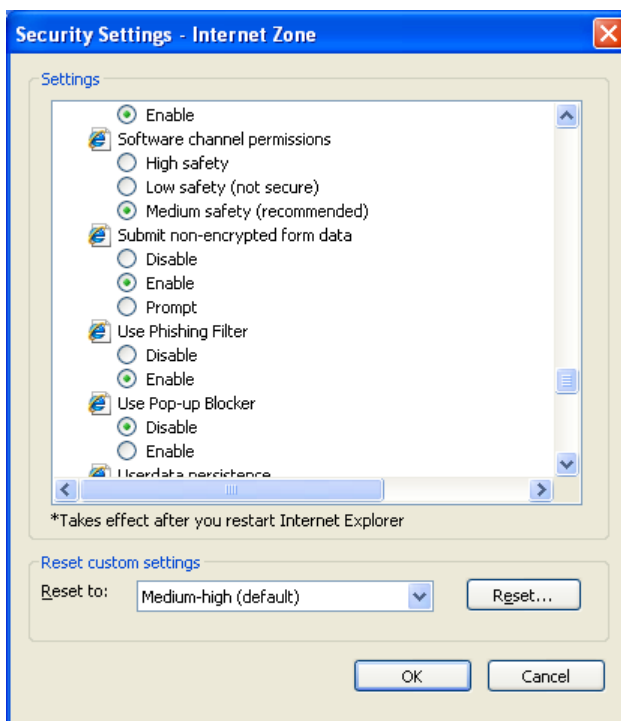 Security Settings - Internet Zone
Settings
Enable
Software channel permissions
High safety
Low safety (not secure)
Medium safety (recommended)
Submit non-encrypted form data
Disable
Enable
Prompt
Use Phishing Filter
Disable
Enable
Use Pop-up Blocker
Disable
Enable
Userdata persistence
*Takes effect after you restart Internet Explorer
Reset custom settings
Reset to: Medium-high (default) Reset...
OK Cancel